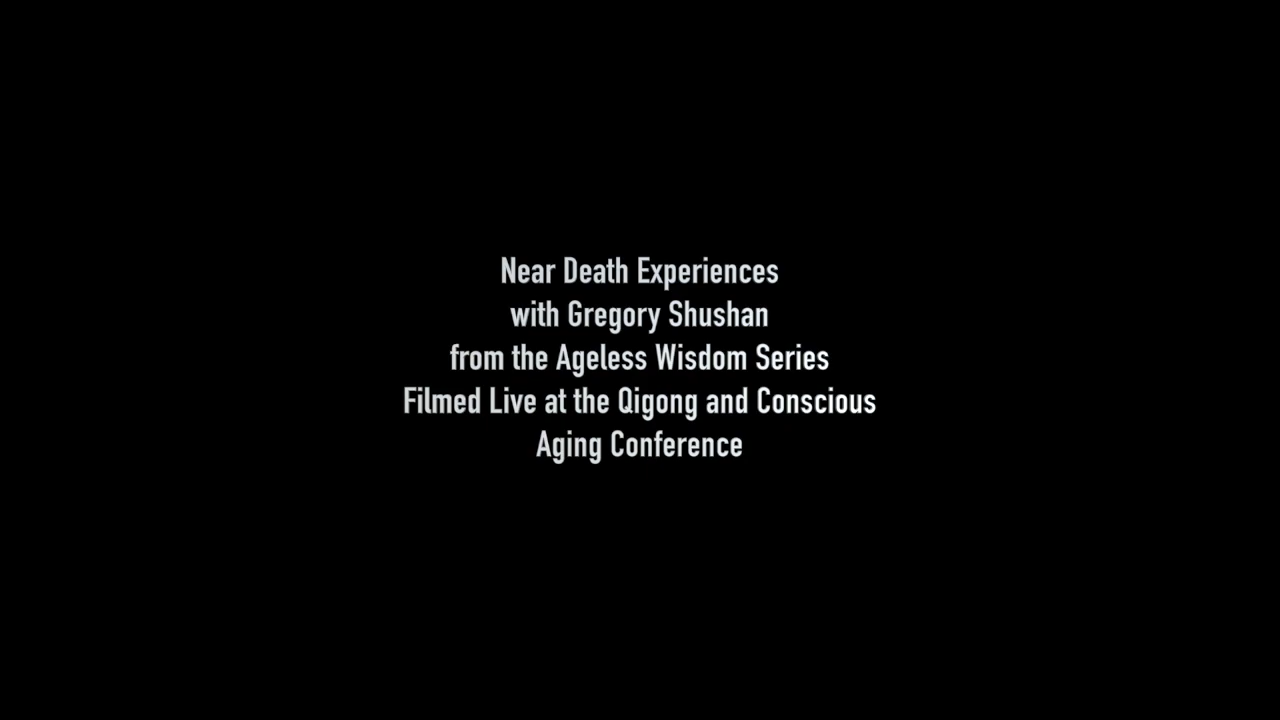 Near Death Experiences
with Gregory Shushan
from the Ageless Wisdom Series
Filmed Live at the Qigong and Conscious
Aging Conference